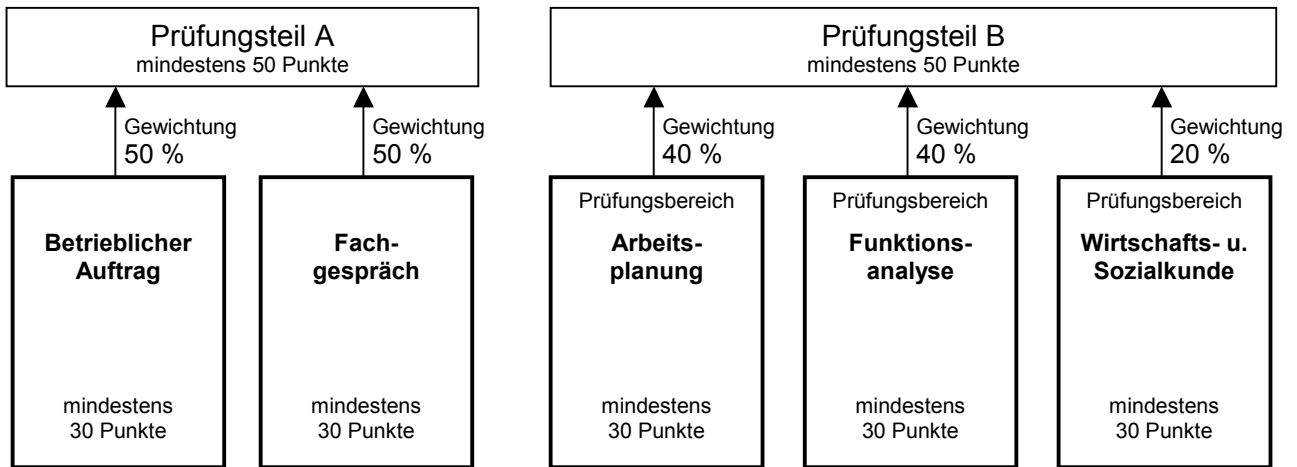 Prüfungsteil A
mindestens 50 Punkte
Prüfungsteil B
mindestens 50 Punkte
Gewichtung
50 %
Gewichtung
50 %
Gewichtung
40 %
Gewichtung
40 %
Gewichtung
20 %
Betrieblicher
Auftrag
mindestens
30 Punkte
Fach-
gespräch
mindestens
30 Punkte
Prüfungsbereich
Arbeits-
planung
mindestens
30 Punkte
Prüfungsbereich
Funktions-
analyse
mindestens
30 Punkte
Prüfungsbereich
Wirtschafts- u.
Sozialkunde
mindestens
30 Punkte